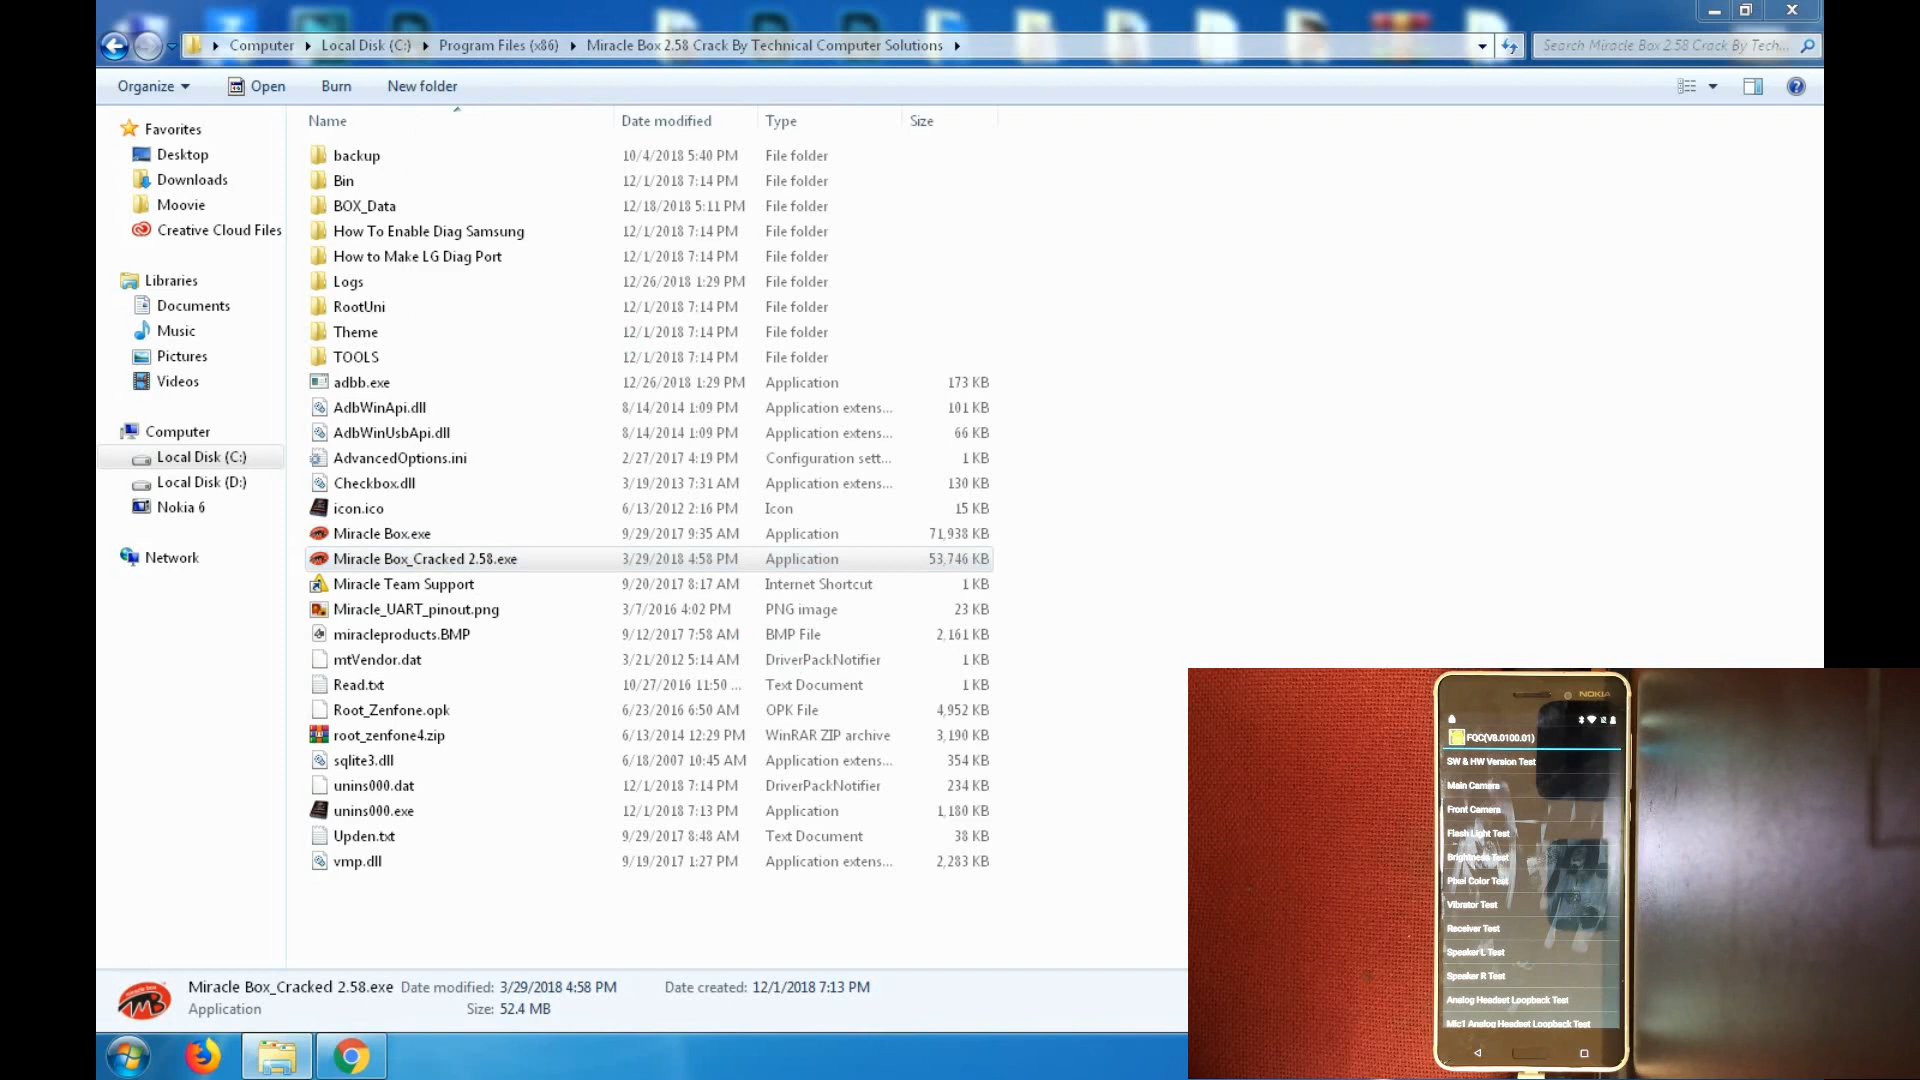 Computer Local Disk (C:) Program Files (x86) Miracle Box 2.58 Crack By Technical Computer Solutions
Search Miracle Box 2.58 Crack By Tech...
Organize Open Burn New folder
Name Date modified Type Size
Favorites
Desktop
Downloads
Moovie
Creative Cloud Files
Libraries
Documents
Music
Pictures
Videos
Computer
Local Disk (C:)
Local Disk (D:)
Nokia 6
Network
backup 10/4/2018 5:40 PM File folder
Bin 12/1/2018 7:14 PM File folder
BOX_Data 12/18/2018 5:11 PM File folder
How To Enable Diag Samsung 12/1/2018 7:14 PM File folder
How to Make LG Diag Port 12/1/2018 7:14 PM File folder
Logs 12/26/2018 1:29 PM File folder
RootUni 12/1/2018 7:14 PM File folder
Theme 12/1/2018 7:14 PM File folder
TOOLS 12/1/2018 7:14 PM File folder
adbb.exe 12/26/2018 1:29 PM Application 173 KB
AdbWinApi.dll 8/14/2014 1:09 PM Application extens... 101 KB
AdbWinUsbApi.dll 8/14/2014 1:09 PM Application extens... 66 KB
AdvancedOptions.ini 2/27/2017 4:19 PM Configuration sett... 1 KB
Checkbox.dll 3/19/2013 7:31 AM Application extens... 130 KB
icon.ico 6/13/2012 2:16 PM Icon 15 KB
Miracle Box.exe 9/29/2017 9:35 AM Application 71,938 KB
Miracle Box_Cracked 2.58.exe 3/29/2018 4:58 PM Application 53,746 KB
Miracle Team Support 9/20/2017 8:17 AM Internet Shortcut 1 KB
Miracle_UART_pinout.png 3/7/2016 4:02 PM PNG image 23 KB
miracleproducts.BMP 9/12/2017 7:58 AM BMP File 2,161 KB
mtVendor.dat 3/21/2012 5:14 AM DriverPackNotifier 1 KB
Read.txt 10/27/2016 11:50 ... Text Document 1 KB
Root_Zenfone.opk 6/23/2016 6:50 AM OPK File 4,952 KB
root_zenfone4.zip 6/13/2014 12:29 PM WinRAR ZIP archive 3,190 KB
sqlite3.dll 6/18/2007 10:45 AM Application extens... 354 KB
unins000.dat 12/1/2018 7:14 PM DriverPackNotifier 234 KB
unins000.exe 12/1/2018 7:13 PM Application 1,180 KB
Upden.txt 9/29/2017 8:48 AM Text Document 38 KB
vmp.dll 9/19/2017 1:27 PM Application extens... 2,283 KB
Miracle Box_Cracked 2.58.exe Date modified: 3/29/2018 4:58 PM Date created: 12/1/2018 7:13 PM
Application Size: 52.4 MB
NOKIA
FQC(V8.0100.01)
SW & HW Version Test
Main Camera
Front Camera
Flash Light Test
Brightness Test
Pixel Color Test
Vibrator Test
Receiver Test
Speaker L Test
Speaker R Test
Analog Headset Loopback Test
Mic1 Analog Headset Loopback Test